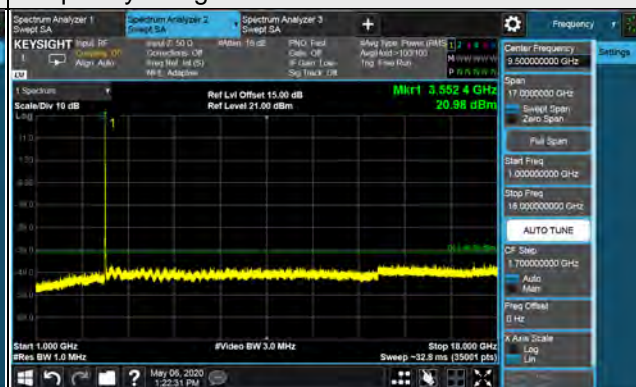 Spectrum Analyzer 1
Swept SA
Spectrum Analyzer 2
Swept SA
Spectrum Analyzer 3
Swept SA
+
Frequency
KEYSIGHT
Input: RF
Coupling: Off
Align: Auto
Input Z: 50 Ω
Corrections: Off
Freq Ref: Int (S)
NFE: Adaptive
#Atten: 16 dB
PNO: Fast
Gate: Off
IF Gain: Low
Sig Track: Off
#Avg Type: Power (RMS)
Avg|Hold:>100/100
Trig: Free Run
LXI
1 Spectrum
Scale/Div 10 dB
Log
Ref Lvl Offset 15.00 dB
Ref Level 21.00 dBm
Mkr1 3.552 4 GHz
20.98 dBm
1
Start 1.000 GHz
#Res BW 1.0 MHz
#Video BW 3.0 MHz
Stop 18.000 GHz
Sweep ~32.8 ms (35001 pts)
May 06, 2020
1:22:31 PM
Center Frequency
9.500000000 GHz
Settings
Span
17.0000000 GHz
Swept Span
Zero Span
Full Span
Start Freq
1.000000000 GHz
Stop Freq
18.000000000 GHz
AUTO TUNE
CF Step
1.700000000 GHz
Auto
Man
Freq Offset
0 Hz
X Axis Scale
Log
Lin